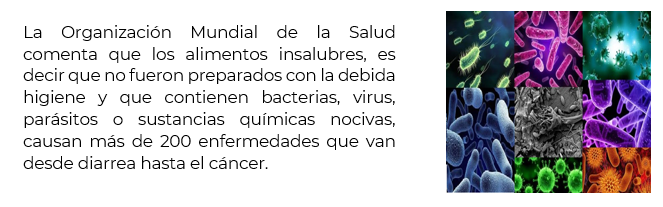 La Organización Mundial de la Salud
comenta que los alimentos insalubres, es
decir que no fueron preparados con la debida
higiene y que contienen bacterias, virus,
parásitos o sustancias químicas nocivas,
causan más de 200 enfermedades que van
desde diarrea hasta el cáncer.